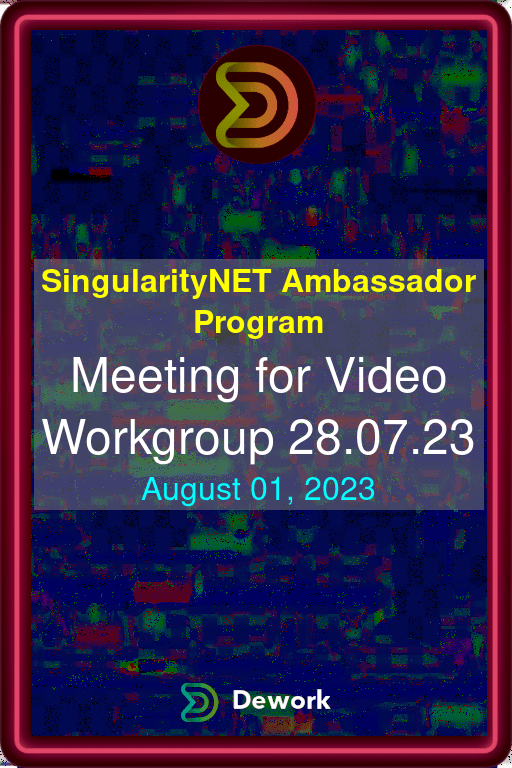 SingularityNET Ambassador
Program
Meeting for Video
Workgroup 28.07.23
August 01, 2023
Dework